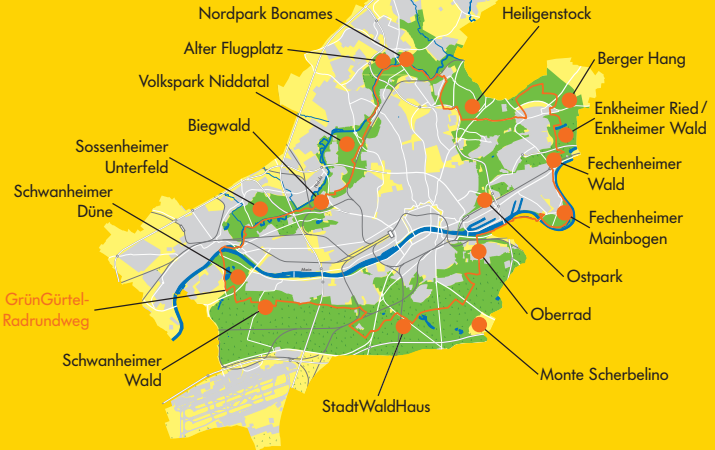 Nordpark Bonames
Heiligenstock
Alter Flugplatz
Berger Hang
Volkspark Niddatal
Enkheimer Ried /
Enkheimer Wald
Biegwald
Sossenheimer
Unterfeld
Fechenheimer
Wald
Schwanheimer
Düne
Fechenheimer
Mainbogen
Ostpark
GrünGürtel-
Radrundweg
Oberrad
Schwanheimer
Wald
Monte Scherbelino
StadtWaldHaus
Main